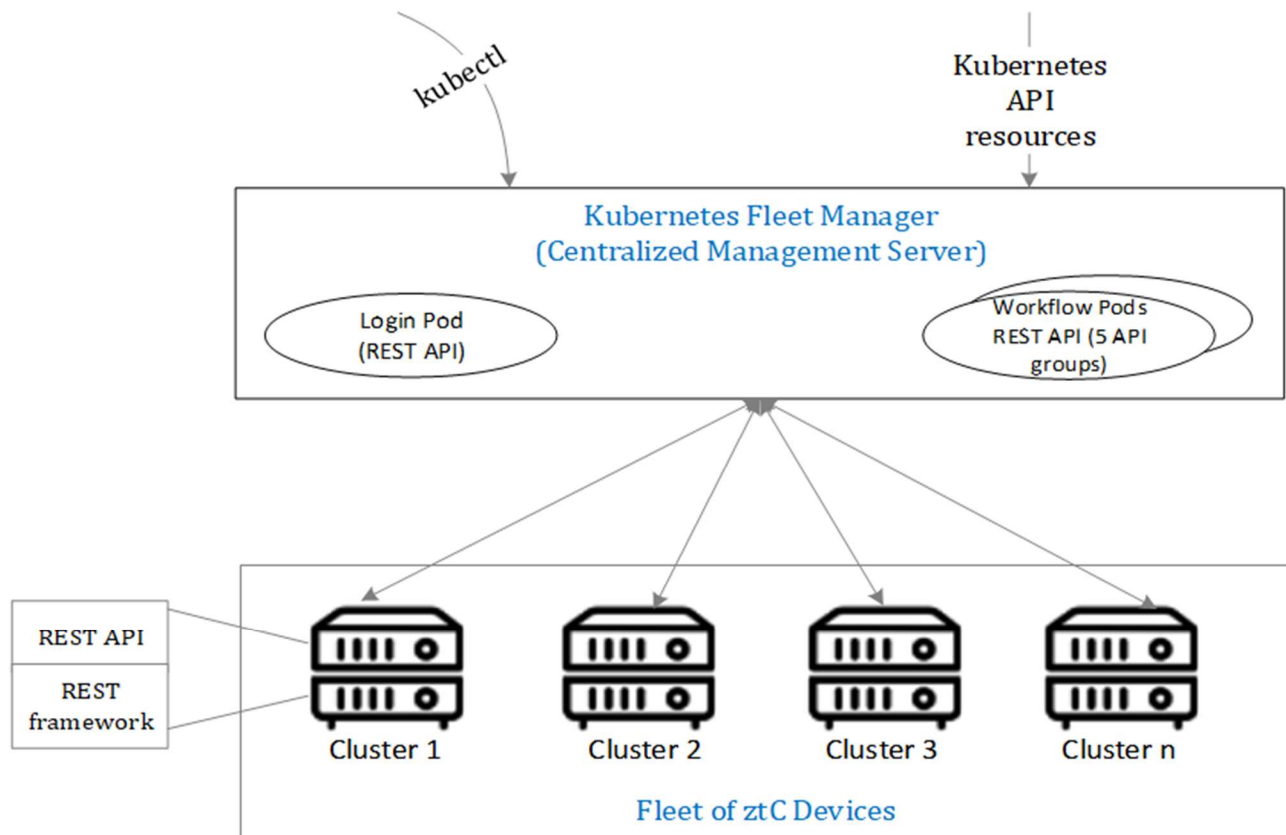 kubectl
Kubernetes
API
resources
Kubernetes Fleet Manager
(Centralized Management Server)
Login Pod
(REST API)
Workflow Pods
REST API (5 API
groups)
REST API
REST
framework
Cluster 1
Cluster 2
Cluster 3
Cluster n
Fleet of ztC Devices